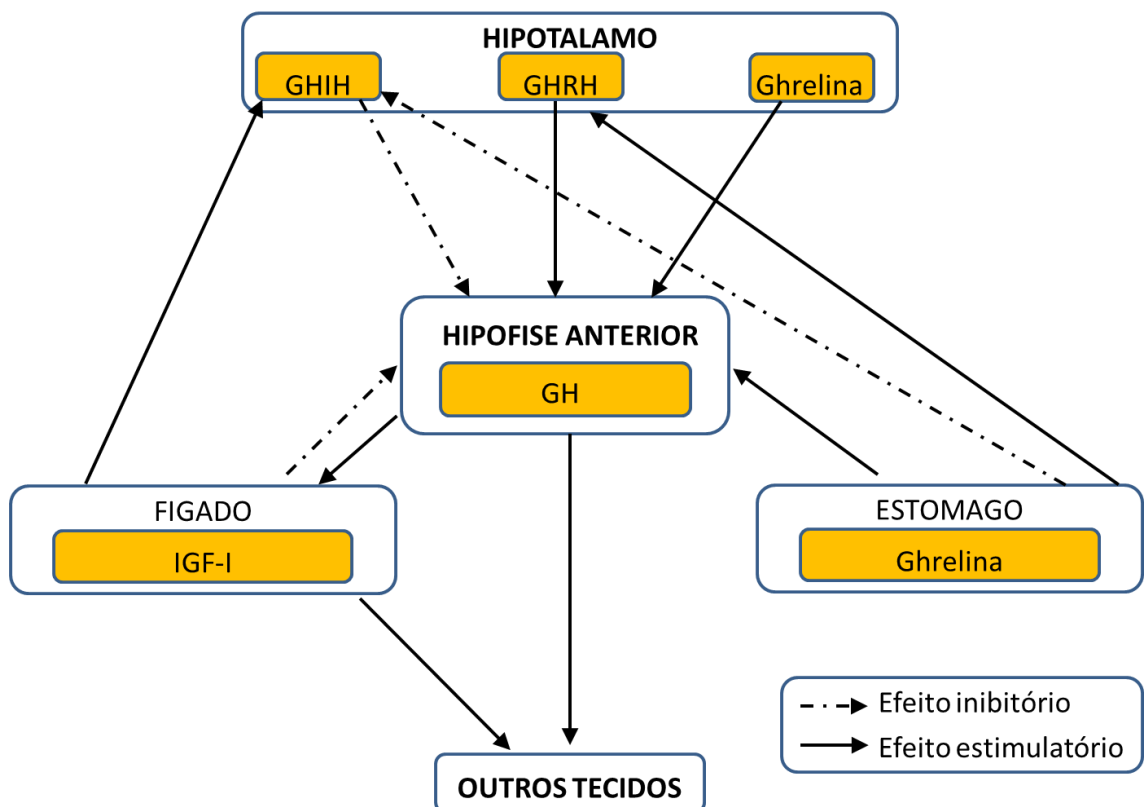 HIPOTALAMO
GHIH
GHRH
Ghrelina
HIPOFISE ANTERIOR
GH
FIGADO
IGF-I
ESTOMAGO
Ghrelina
Efeito inibitório
Efeito estimulatório
OUTROS TECIDOS